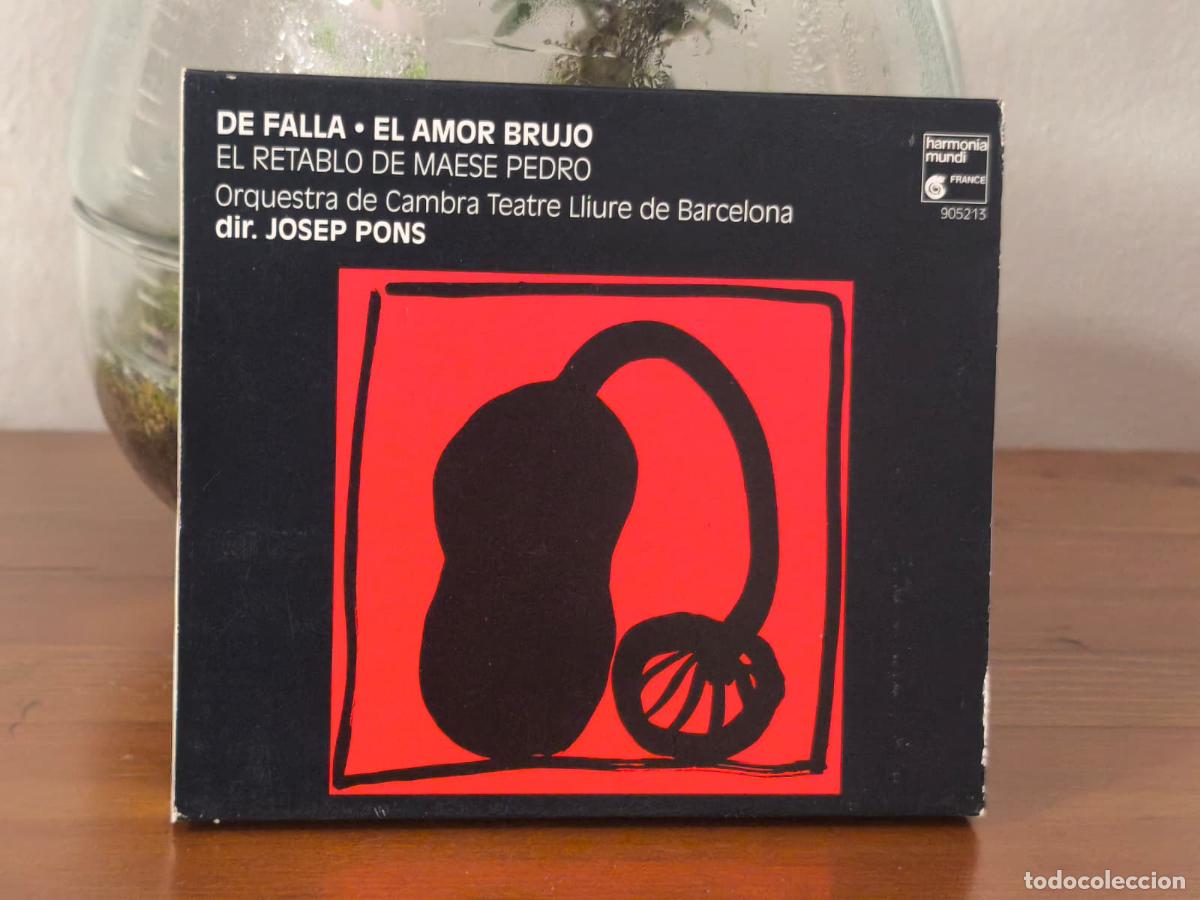 DE FALLA • EL AMOR BRUJO
EL RETABLO DE MAESE PEDRO
Orquestra de Cambra Teatre Lliure de Barcelona
dir. JOSEP PONS
harmonia
mundi
FRANCE
905213
todocoleccion